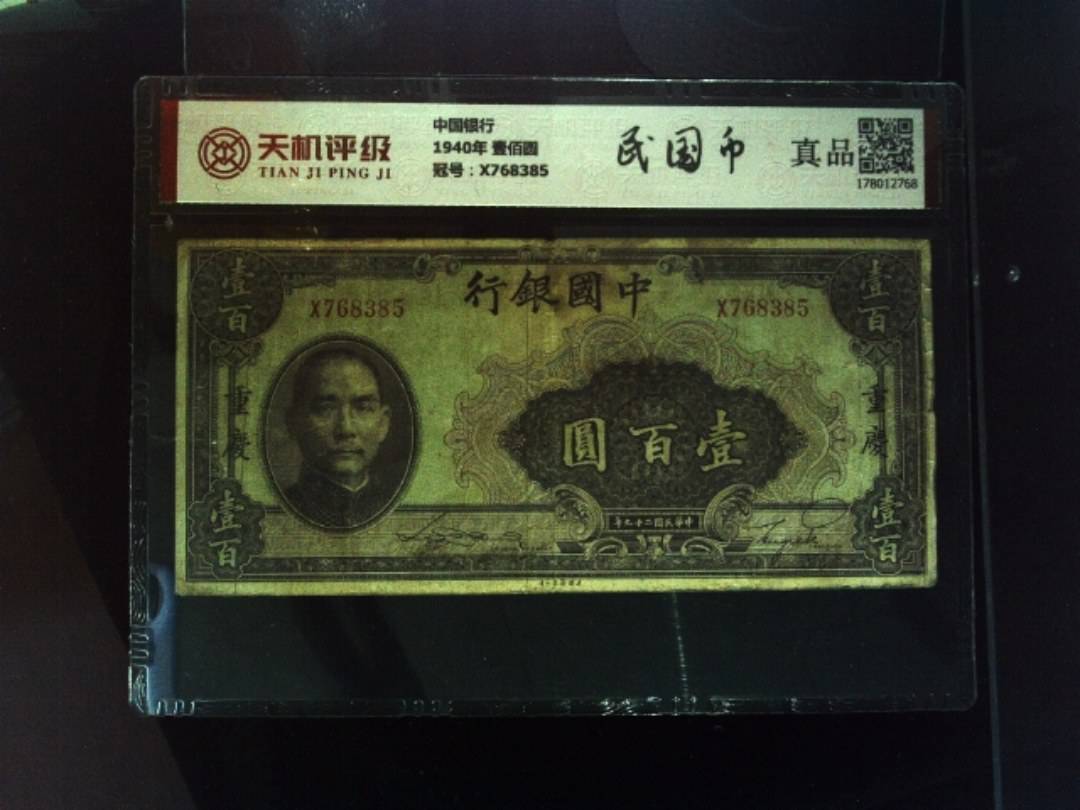 天机评级
TIAN JI PING JI
中国银行
1940年 壹佰圆
冠号：X768385
民国币
真品
178012768
行銀國中
X768385
X768385
壹百
壹百
重慶
重慶
圓百壹
年九十二國民華中
壹百
壹百